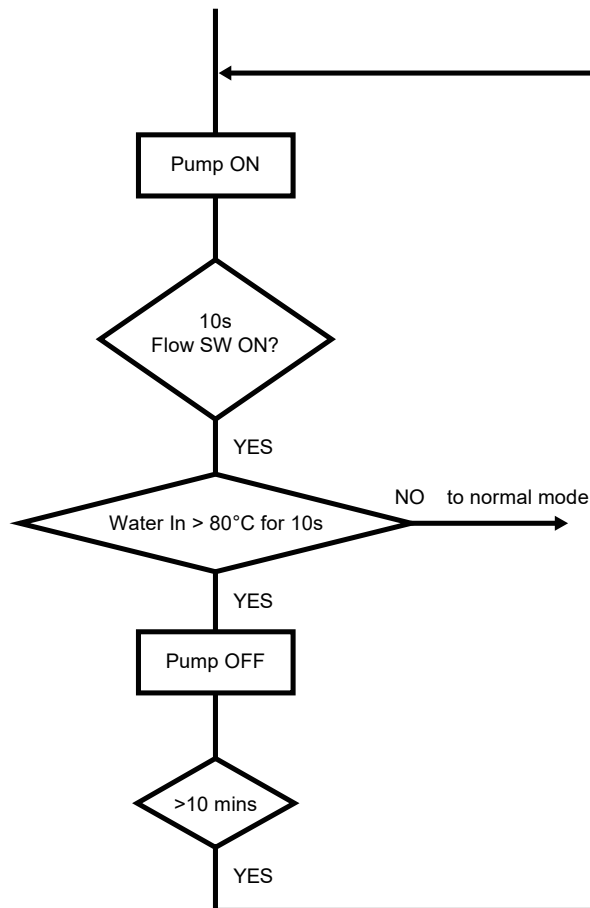 Pump ON
10s
Flow SW ON?
YES
Water In > 80°C for 10s
NO to normal mode
YES
Pump OFF
>10 mins
YES